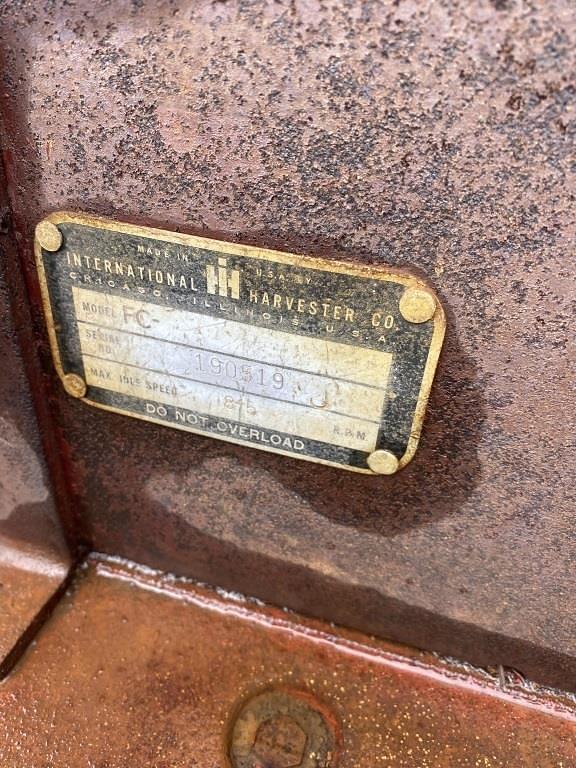 MADE IN U.S.A. BY
INTERNATIONAL IH HARVESTER CO.
CHICAGO, ILLINOIS, U.S.A.
MODEL FC-
SERIAL NO. 190519
MAX. IDLE SPEED R.P.M.
DO NOT OVERLOAD